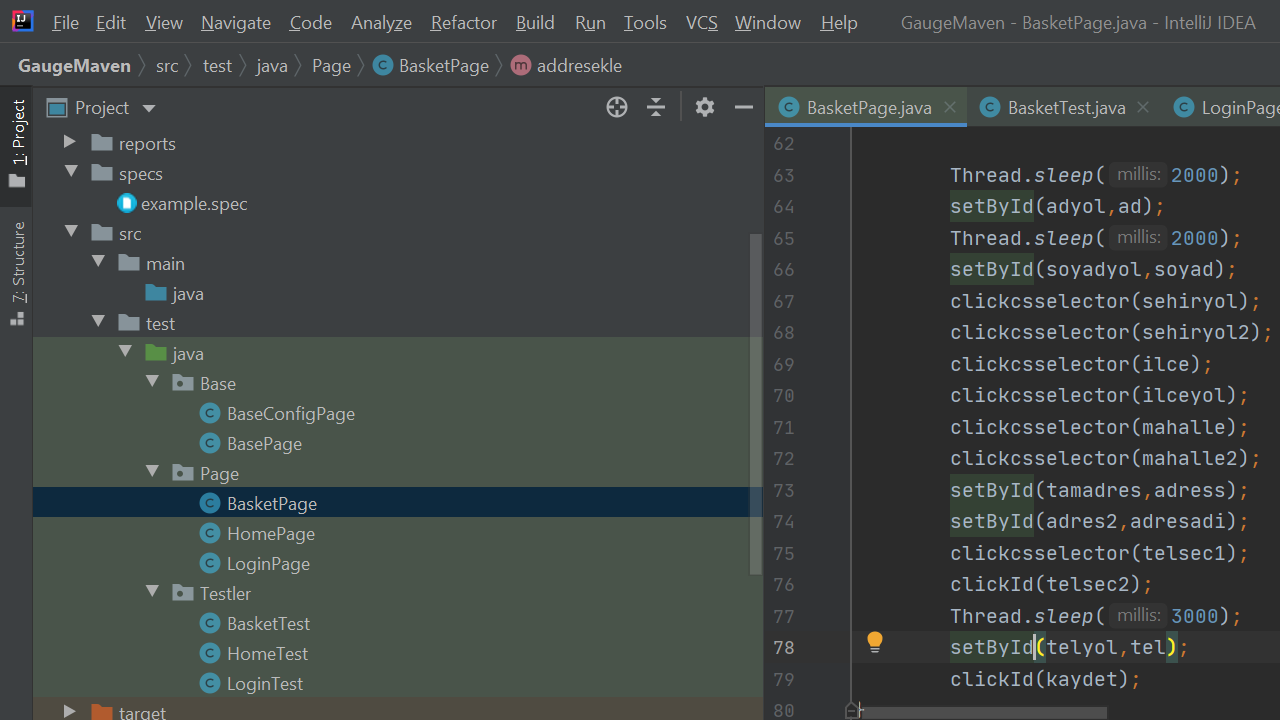 File Edit View Navigate Code Analyze Refactor Build Run Tools VCS Window Help GaugeMaven - BasketPage.java - IntelliJ IDEA
GaugeMaven src test java Page C BasketPage m addresekle
1: Project
7: Structure
Project
reports
specs
example.spec
src
main
java
test
java
Base
C BaseConfigPage
C BasePage
Page
C BasketPage
C HomePage
C LoginPage
Testler
C BasketTest
C HomeTest
C LoginTest
target
C BasketPage.java C BasketTest.java C LoginPage
62
63 Thread.sleep( millis: 2000);
64 setById(adyol,ad);
65 Thread.sleep( millis: 2000);
66 setById(soyadyol,soyad);
67 clickcsselector(sehiryol);
68 clickcsselector(sehiryol2);
69 clickcsselector(ilce);
70 clickcsselector(ilceyol);
71 clickcsselector(mahalle);
72 clickcsselector(mahalle2);
73 setById(tamadres,adress);
74 setById(adres2,adresadi);
75 clickcsselector(telsec1);
76 clickId(telsec2);
77 Thread.sleep( millis: 3000);
78 setById(telyol,tel);
79 clickId(kaydet);
80